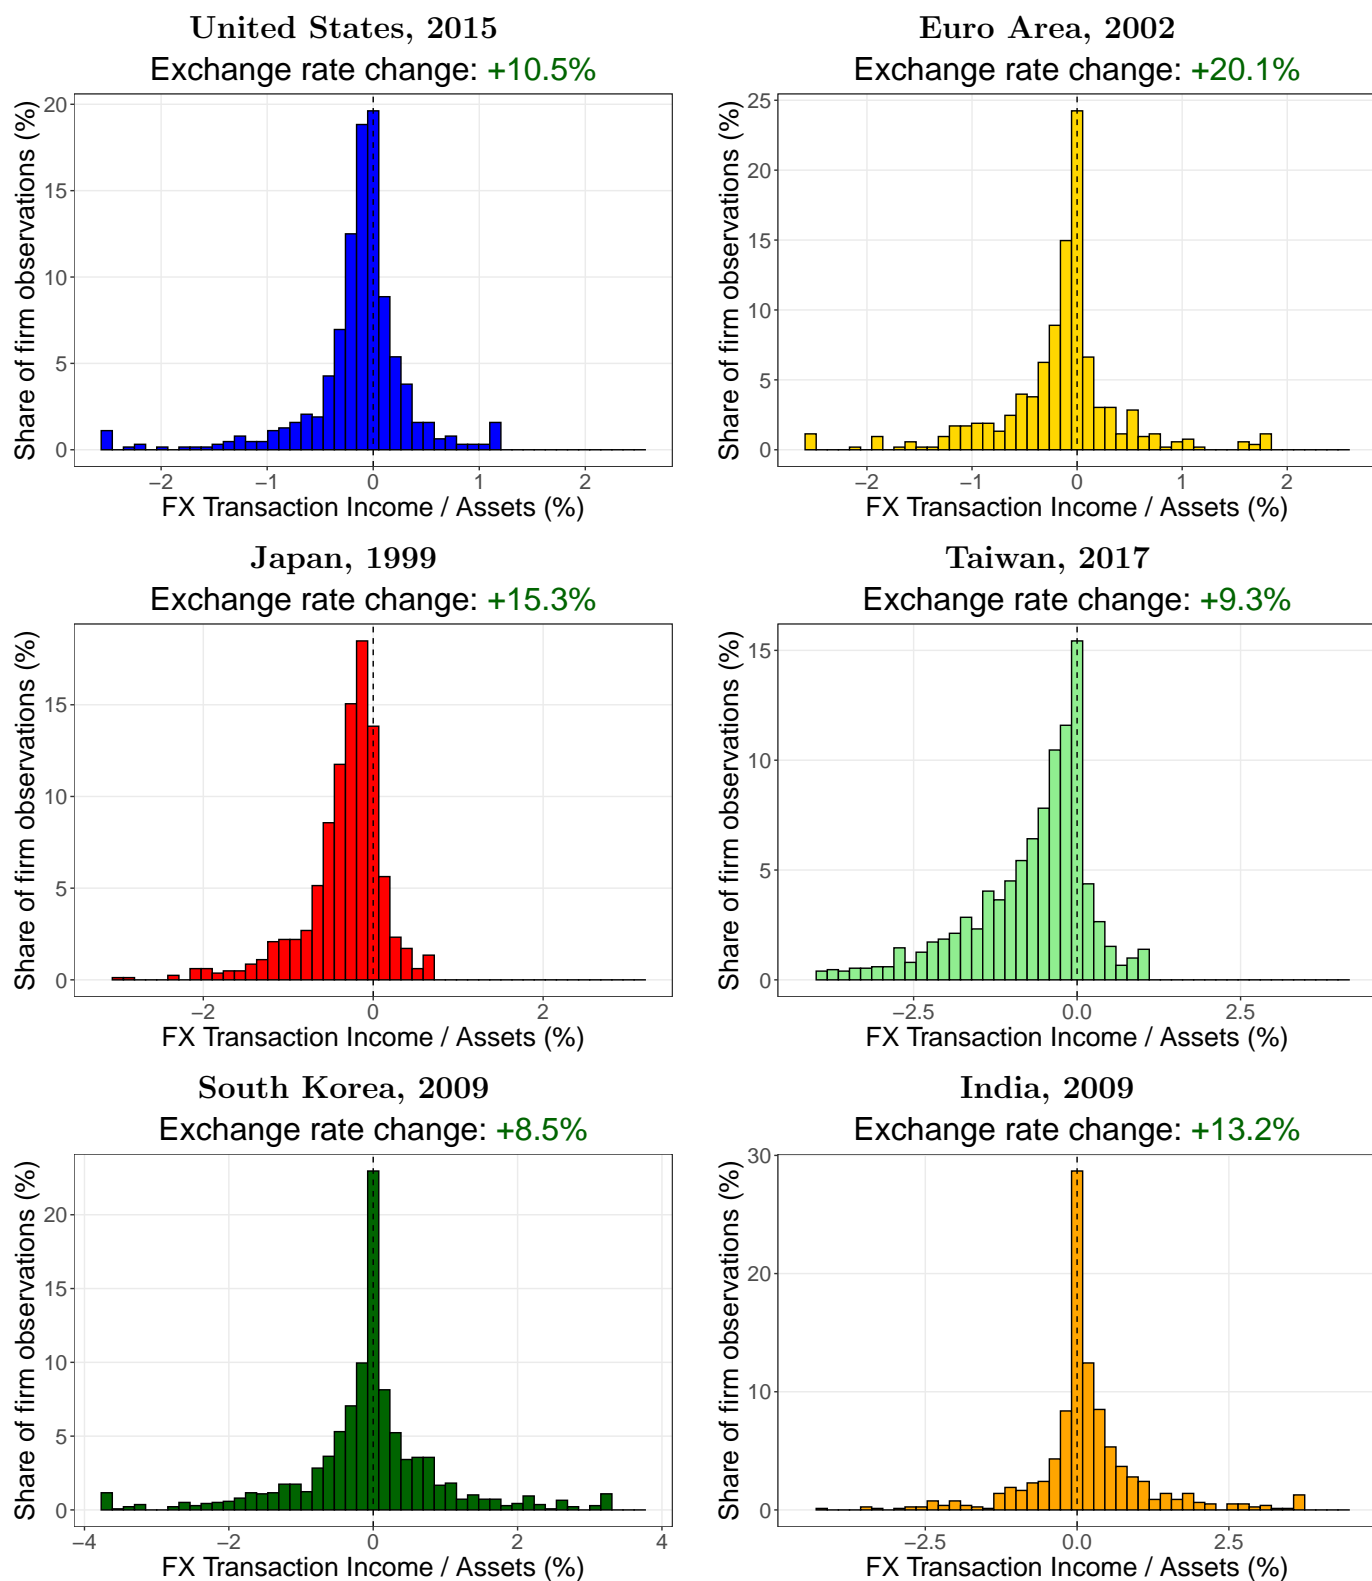 United States, 2015
Exchange rate change: +10.5%
Share of firm observations (%)
20
15
10
5
0
−2
−1
0
1
2
FX Transaction Income / Assets (%)
Euro Area, 2002
Exchange rate change: +20.1%
Share of firm observations (%)
25
20
15
10
5
0
−2
−1
0
1
2
FX Transaction Income / Assets (%)
Japan, 1999
Exchange rate change: +15.3%
Share of firm observations (%)
15
10
5
0
−2
0
2
FX Transaction Income / Assets (%)
Taiwan, 2017
Exchange rate change: +9.3%
Share of firm observations (%)
15
10
5
0
−2.5
0.0
2.5
FX Transaction Income / Assets (%)
South Korea, 2009
Exchange rate change: +8.5%
Share of firm observations (%)
20
15
10
5
0
−4
−2
0
2
4
FX Transaction Income / Assets (%)
India, 2009
Exchange rate change: +13.2%
Share of firm observations (%)
30
20
10
0
−2.5
0.0
2.5
FX Transaction Income / Assets (%)